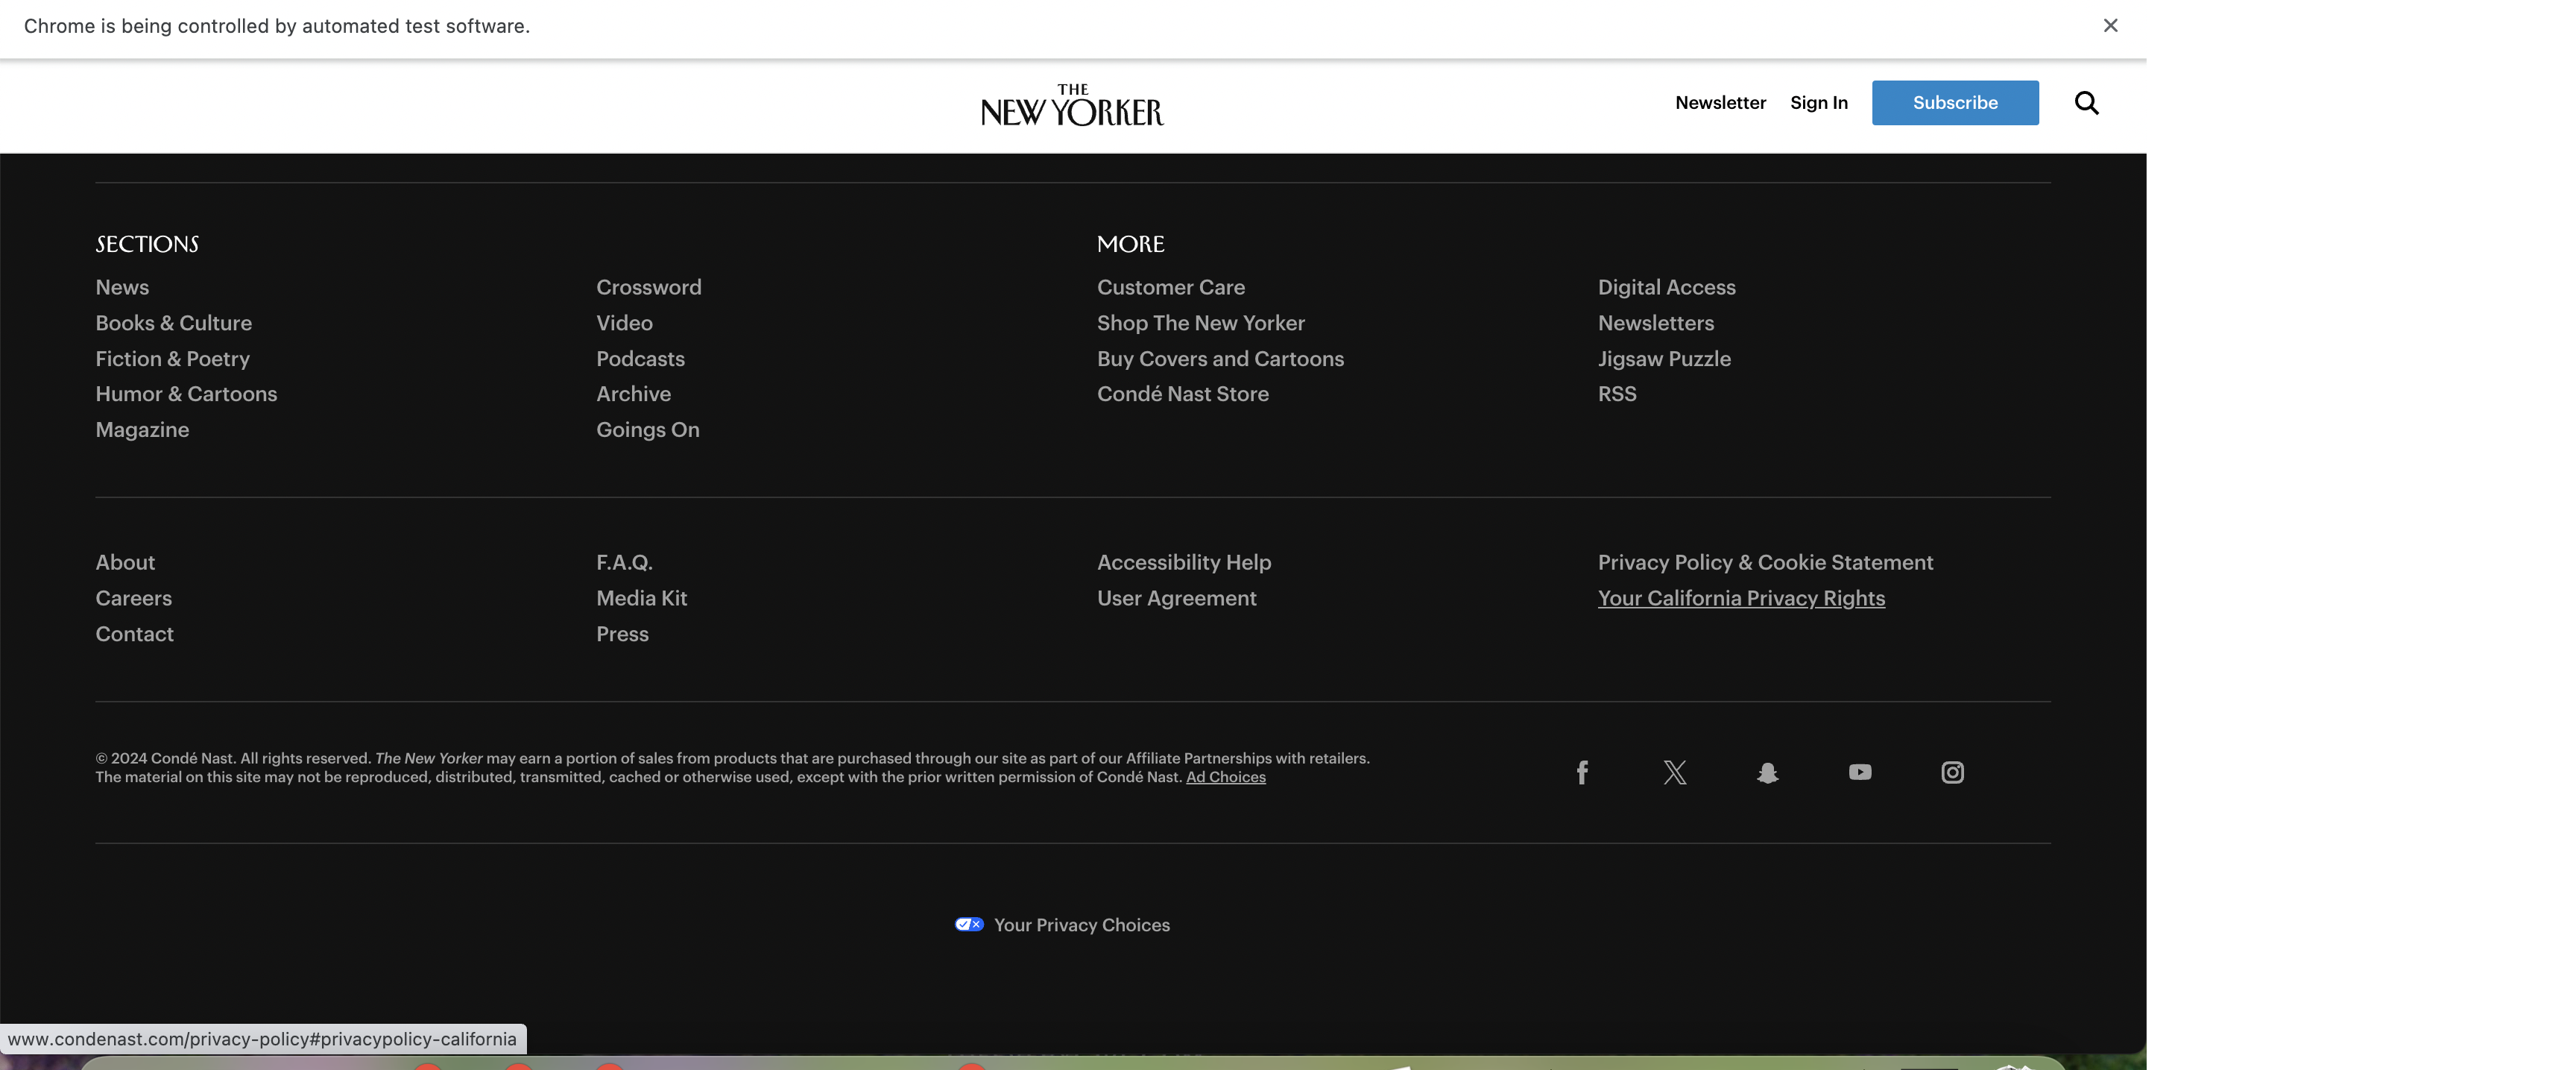 Chrome is being controlled by automated test software.
THE
NEW YORKER
Newsletter
Sign In
Subscribe
SECTIONS
News
Books & Culture
Fiction & Poetry
Humor & Cartoons
Magazine
Crossword
Video
Podcasts
Archive
Goings On
MORE
Customer Care
Shop The New Yorker
Buy Covers and Cartoons
Condé Nast Store
Digital Access
Newsletters
Jigsaw Puzzle
RSS
About
Careers
Contact
F.A.Q.
Media Kit
Press
Accessibility Help
User Agreement
Privacy Policy & Cookie Statement
Your California Privacy Rights
© 2024 Condé Nast. All rights reserved. The New Yorker may earn a portion of sales from products that are purchased through our site as part of our Affiliate Partnerships with retailers.
The material on this site may not be reproduced, distributed, transmitted, cached or otherwise used, except with the prior written permission of Condé Nast. Ad Choices
Your Privacy Choices
www.condenast.com/privacy-policy#privacypolicy-california